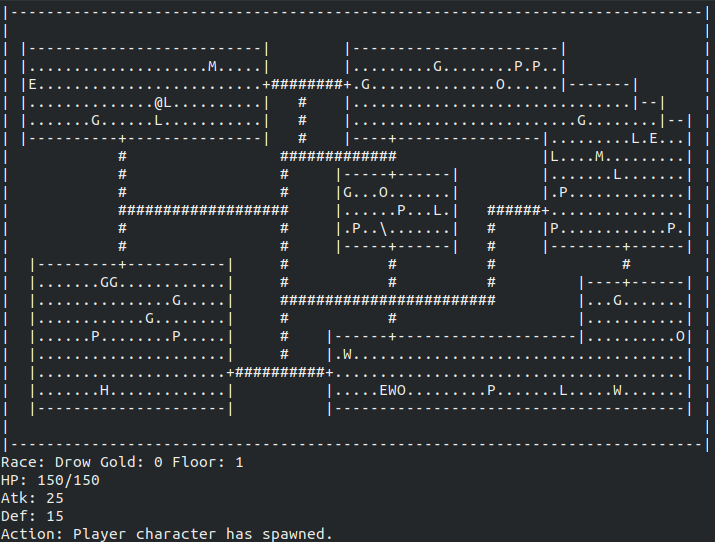 |-----------------------------------------------------------------------------|
|                                                                             |
| |--------------------------|        |-----------------------|               |
| |....................M.....|        |.........G........P.P..|               |
| |E.........................+########+.G..............O......|-------|       |
| |..............@L..........|   #    |...............................|--|    |
| |.......G......L...........|   #    |.........................G........|--| |
| |----------+---------------|   #    |----+----------------|.........L.E...| |
|            #                 #############                |L....M.........| |
|            #                 #     |-----+------|         |.......L.......| |
|            #                 #     |G...O.......|         |.P.............| |
|            ###################     |......P...L.|   ######+...............| |
|            #                 #     |.P..\.......|   #     |P............P.| |
|            #                 #     |-----+------|   #     |--------+------| |
|  |---------+-----------|     #           #          #              #        |
|  |.......GG............|     #           #          #         |----+------| |
|  |...............G.....|     ########################         |...G.......| |
|  |............G........|     #           #                    |...........| |
|  |......P........P.....|     #    |------+--------------------|..........O| |
|  |.....................|     #    |.W.....................................| |
|  |.....................+##########+.......................................| |
|  |.......H.............|          |.....EWO.........P.......L.....W.......| |
|  |---------------------|          |---------------------------------------| |
|                                                                             |
|-----------------------------------------------------------------------------|
Race: Drow Gold: 0 Floor: 1
HP: 150/150
Atk: 25
Def: 15
Action: Player character has spawned.